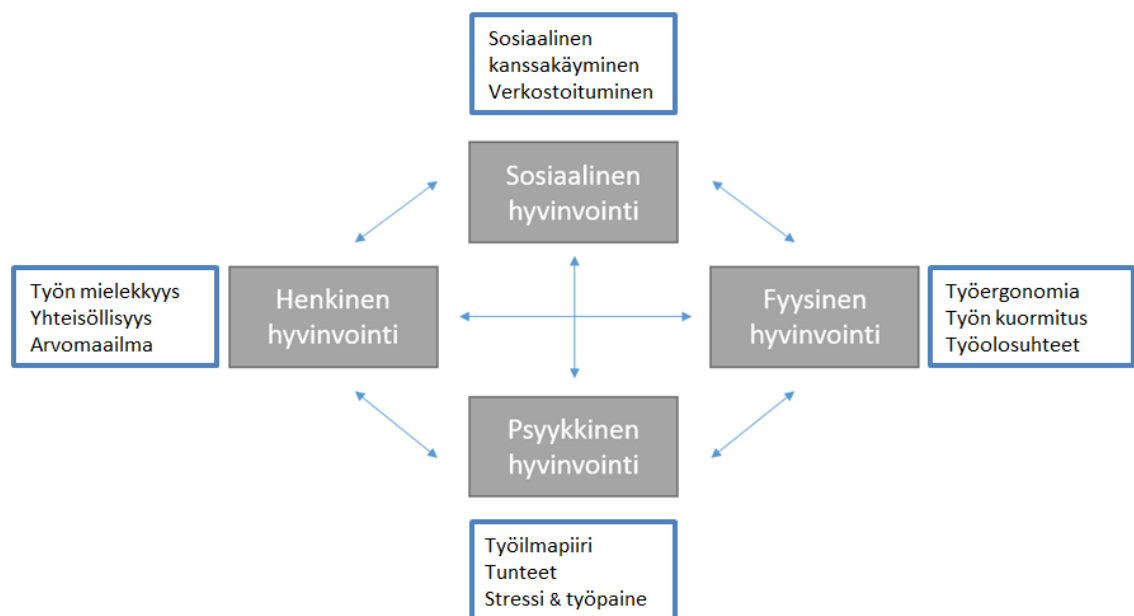 Sosiaalinen
kanssakäyminen
Verkostoituminen
Sosiaalinen
hyvinvointi
Työn mielekkyys
Yhteisöllisyys
Arvomaailma
Henkinen
hyvinvointi
Fyysinen
hyvinvointi
Työergonomia
Työn kuormitus
Työolosuhteet
Psyykkinen
hyvinvointi
Työilmapiiri
Tunteet
Stressi & työpaine